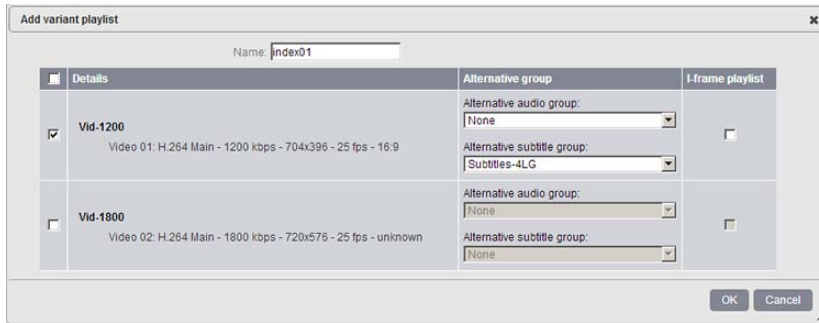 Add variant playlist
Name: index01
Details Alternative group I-frame playlist
Alternative audio group:
None
Vid-1200
Video 01: H.264 Main - 1200 kbps - 704x396 - 25 fps - 16:9
Alternative subtitle group:
Subtitles-4LG
Alternative audio group:
None
Vid-1800
Video 02: H.264 Main - 1800 kbps - 720x576 - 25 fps - unknown
Alternative subtitle group:
None
OK Cancel